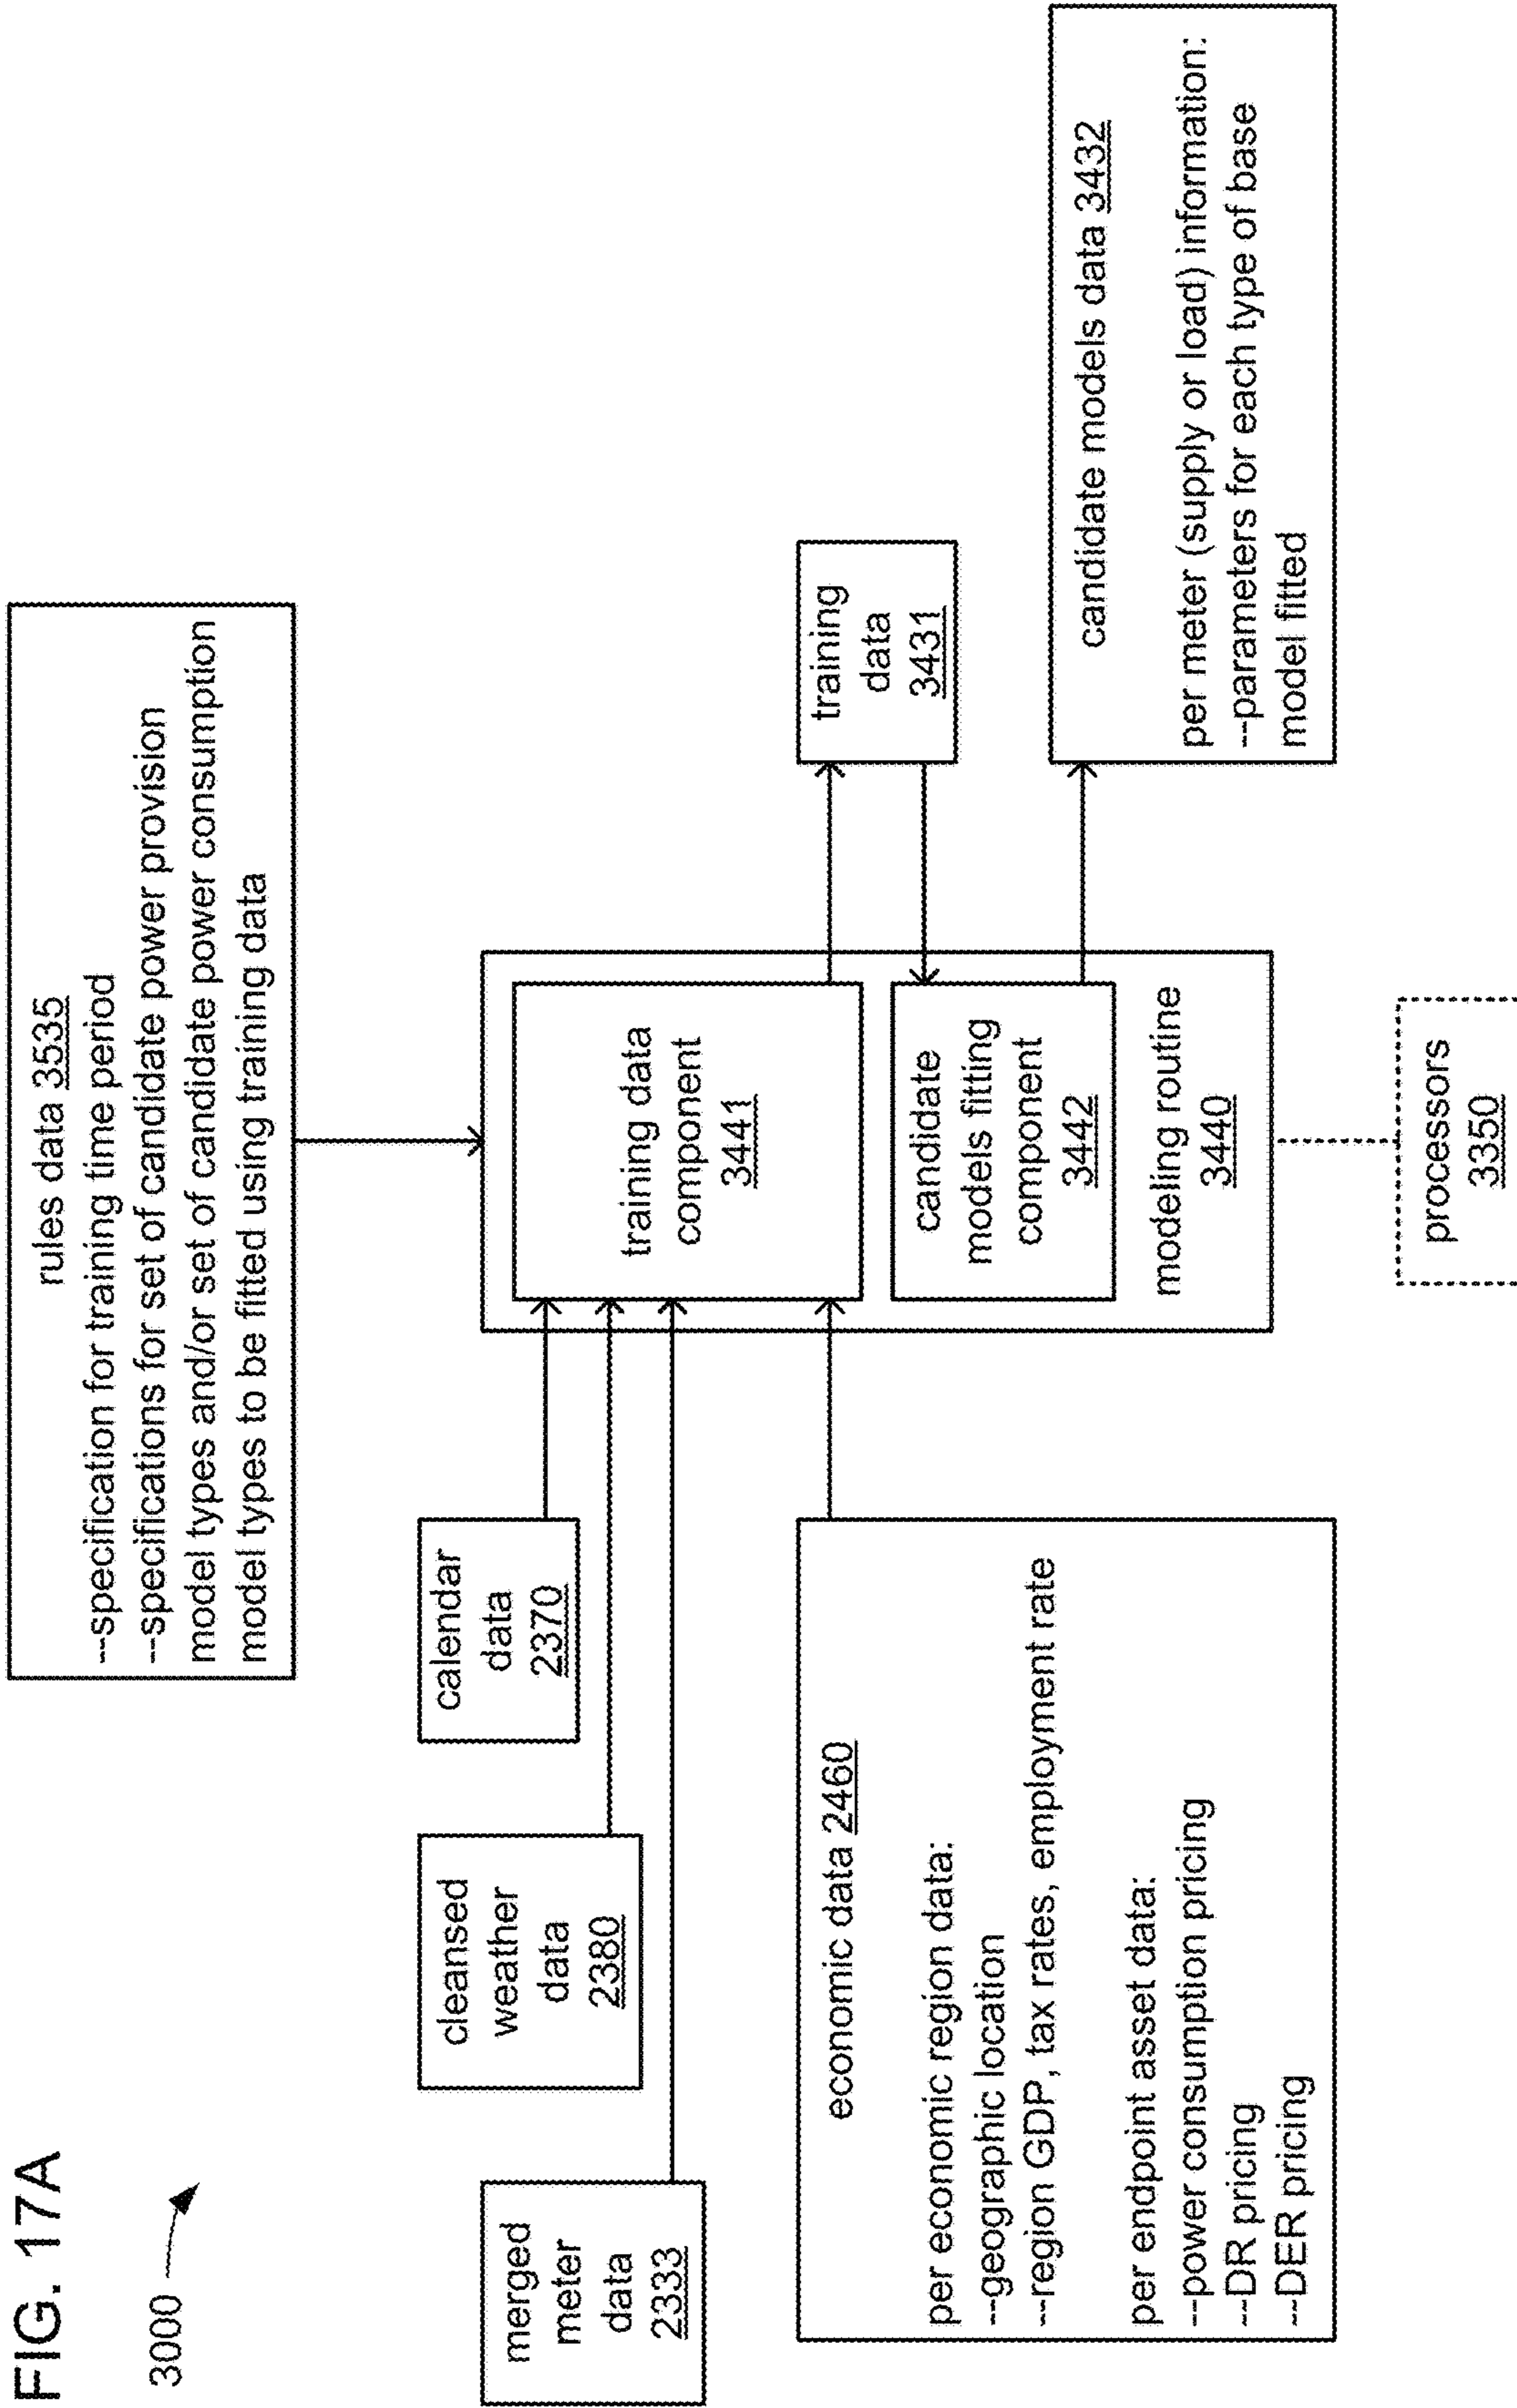 FIG. 17A
3000
rules data 3535
--specification for training time period
--specifications for set of candidate power provision
model types and/or set of candidate power consumption
model types to be fitted using training data
calendar
data
2370
cleansed
weather
data
2380
merged
meter
data
2333
economic data 2460
per economic region data:
--geographic location
--region GDP, tax rates, employment rate
per endpoint asset data:
--power consumption pricing
--DR pricing
--DER pricing
training data
component
3441
candidate
models fitting
component
3442
modeling routine
3440
processors
3350
training
data
3431
candidate models data 3432
per meter (supply or load) information:
--parameters for each type of base
model fitted